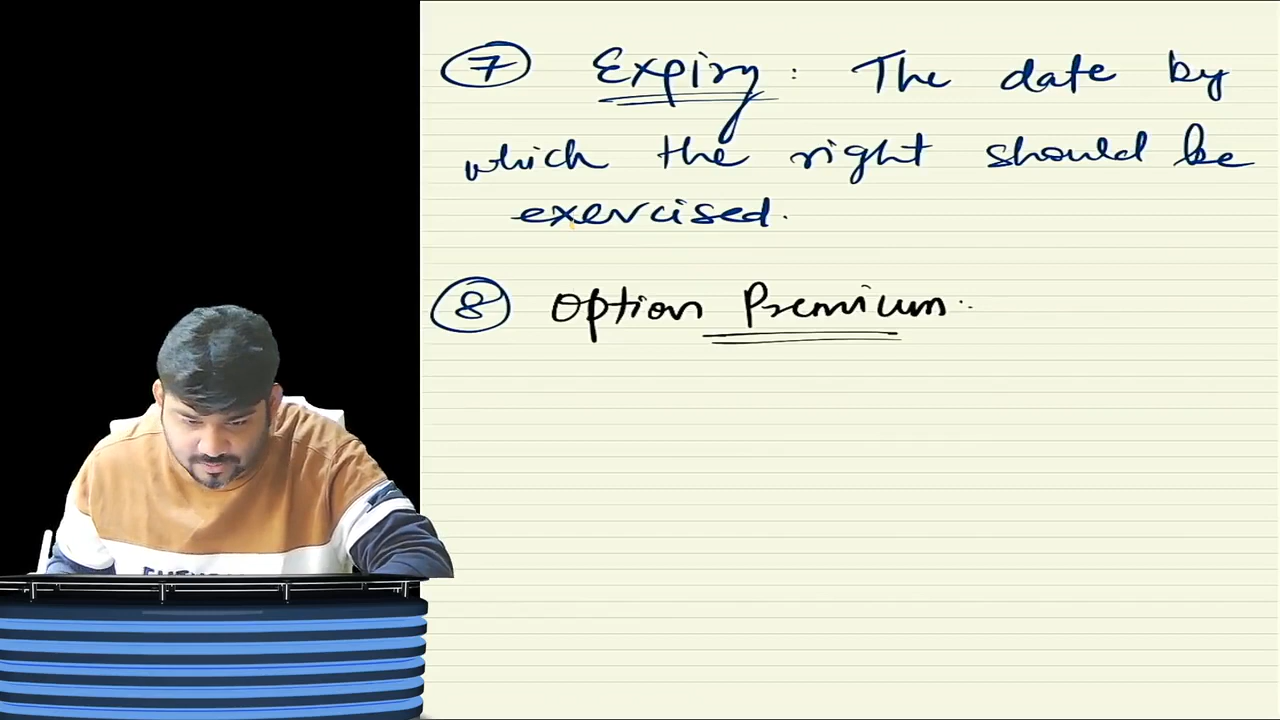 7 Expiry : The date by
which the right should be
exercised.
8 Option Premium :